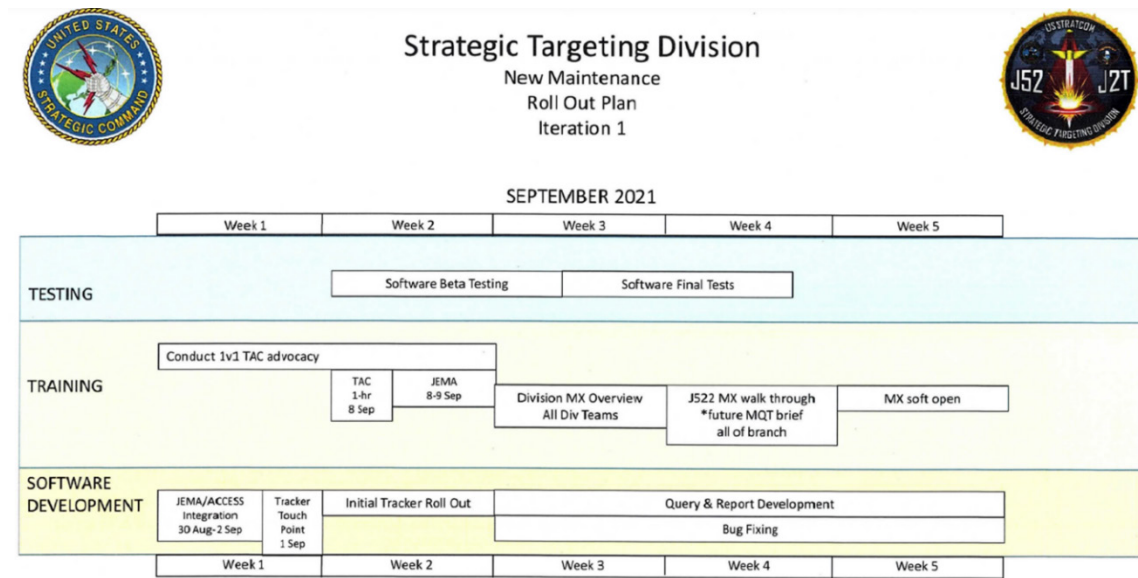 UNITED STATES
STRATEGIC COMMAND
Strategic Targeting Division
New Maintenance
Roll Out Plan
Iteration 1
USSTRATCOM
J52 J2T
STRATEGIC TARGETING DIVISION
SEPTEMBER 2021
Week 1 Week 2 Week 3 Week 4 Week 5
TESTING
Software Beta Testing Software Final Tests
TRAINING
Conduct 1v1 TAC advocacy
TAC
1-hr
8 Sep
JEMA
8-9 Sep
Division MX Overview
All Div Teams
J522 MX walk through
*future MQT brief
all of branch
MX soft open
SOFTWARE
DEVELOPMENT
JEMA/ACCESS
Integration
30 Aug-2 Sep
Tracker
Touch
Point
1 Sep
Initial Tracker Roll Out
Query & Report Development
Bug Fixing
Week 1 Week 2 Week 3 Week 4 Week 5